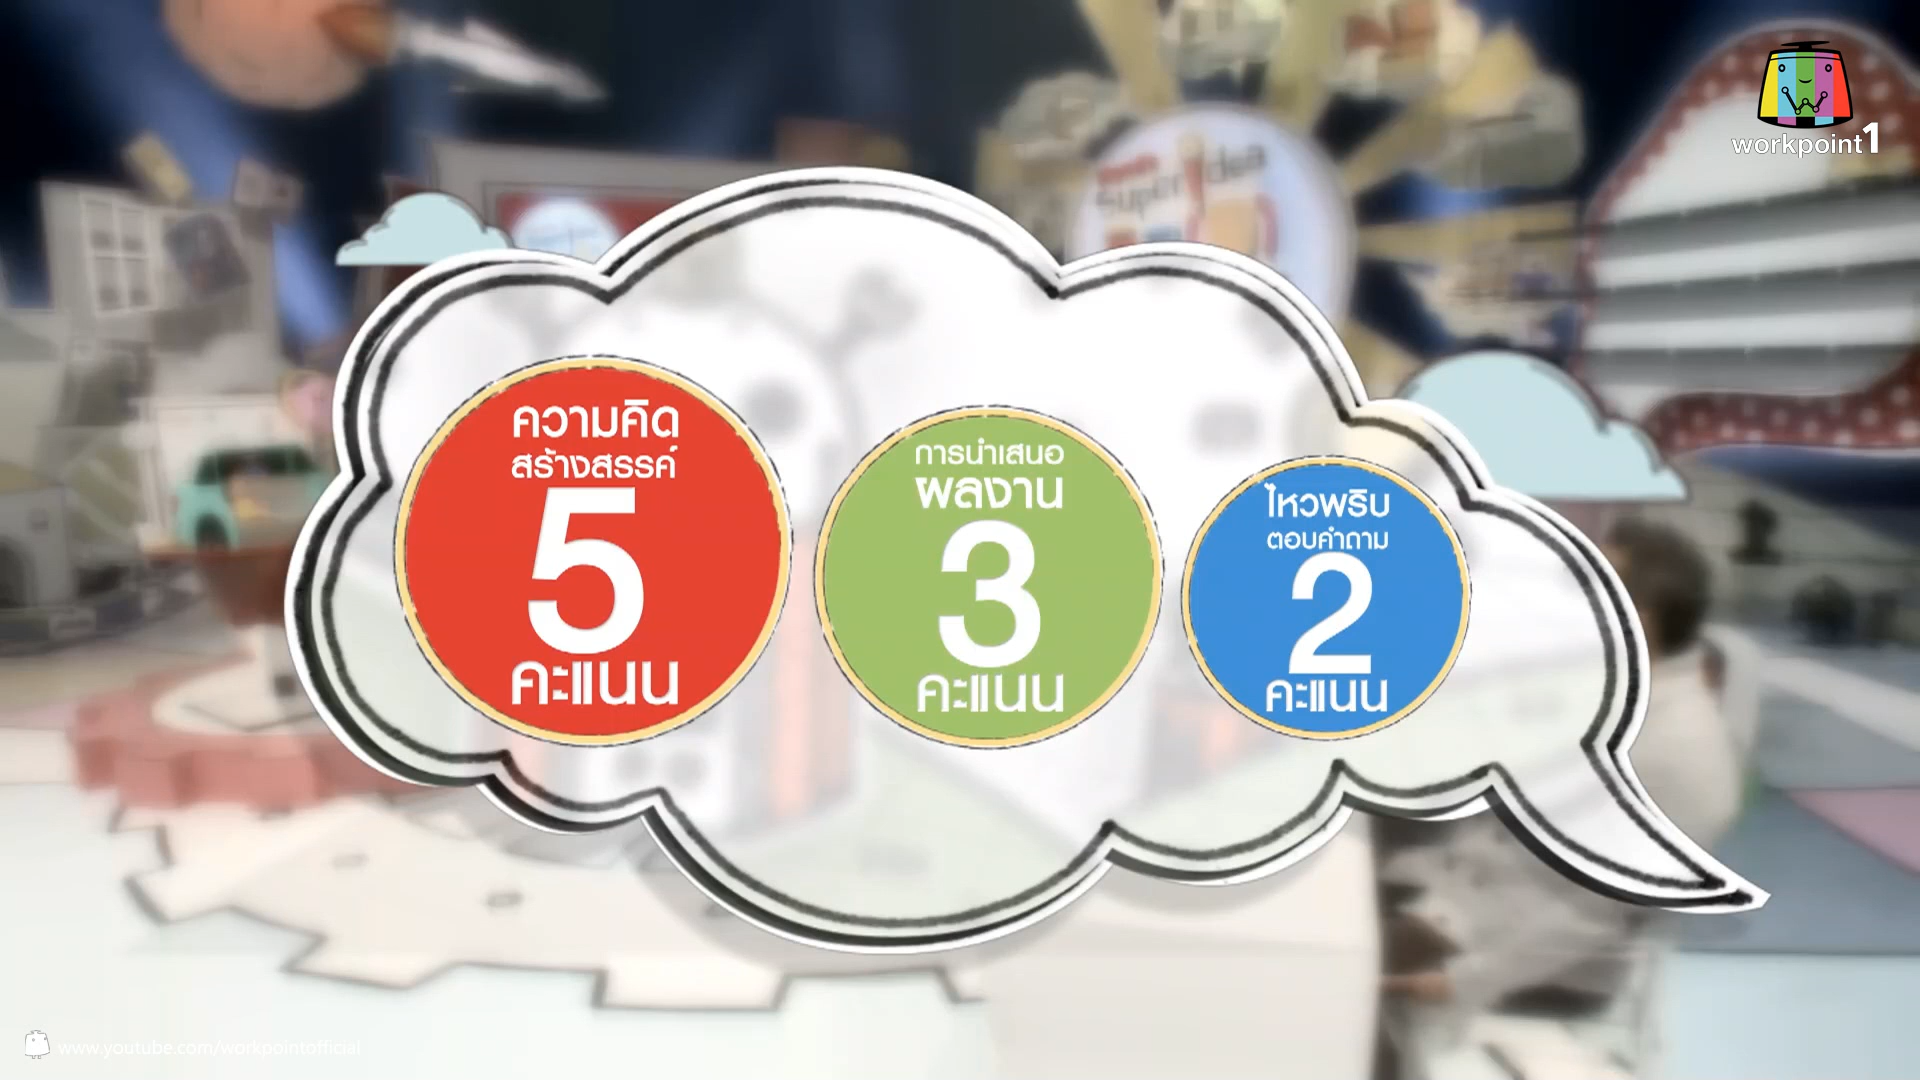 workpoint1
Super Idea
ความคิด
สร้างสรรค์
5
คะแนน
การนำเสนอ
ผลงาน
3
คะแนน
ไหวพริบ
ตอบคำถาม
2
คะแนน
www.youtube.com/workpointofficial